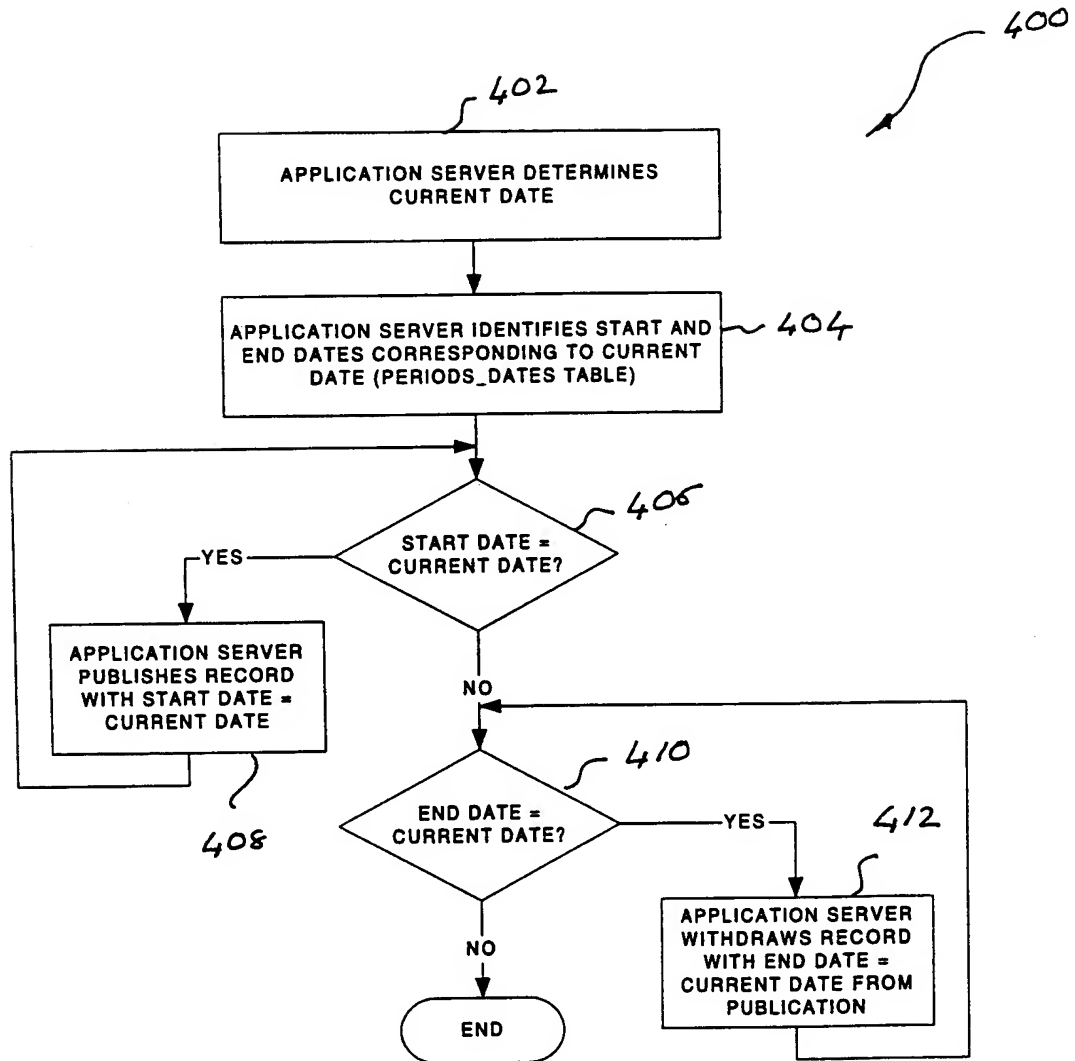 400
402
APPLICATION SERVER DETERMINES
CURRENT DATE
APPLICATION SERVER IDENTIFIES START AND
END DATES CORRESPONDING TO CURRENT
DATE (PERIODS_DATES TABLE)
404
406
START DATE =
CURRENT DATE?
YES
APPLICATION SERVER
PUBLISHES RECORD
WITH START DATE =
CURRENT DATE
408
NO
410
END DATE =
CURRENT DATE?
YES
412
APPLICATION SERVER
WITHDRAWS RECORD
WITH END DATE =
CURRENT DATE FROM
PUBLICATION
NO
END